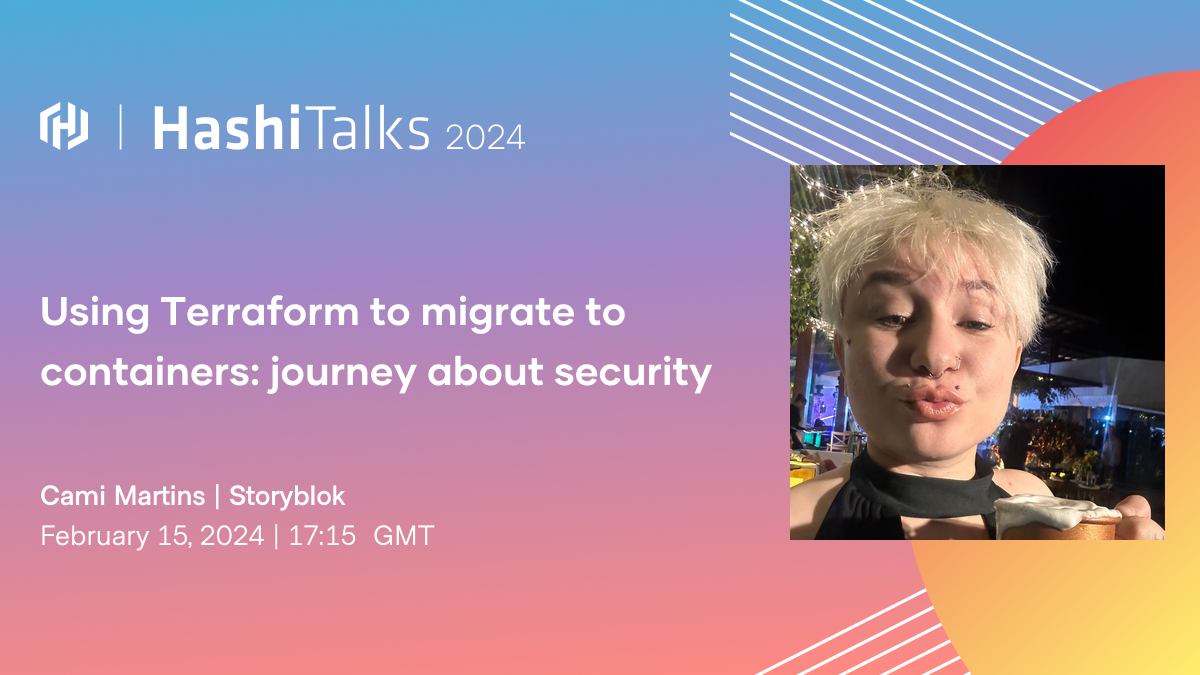 HashiTalks 2024
Using Terraform to migrate to
containers: journey about security
Cami Martins | Storyblok
February 15, 2024 | 17:15 GMT